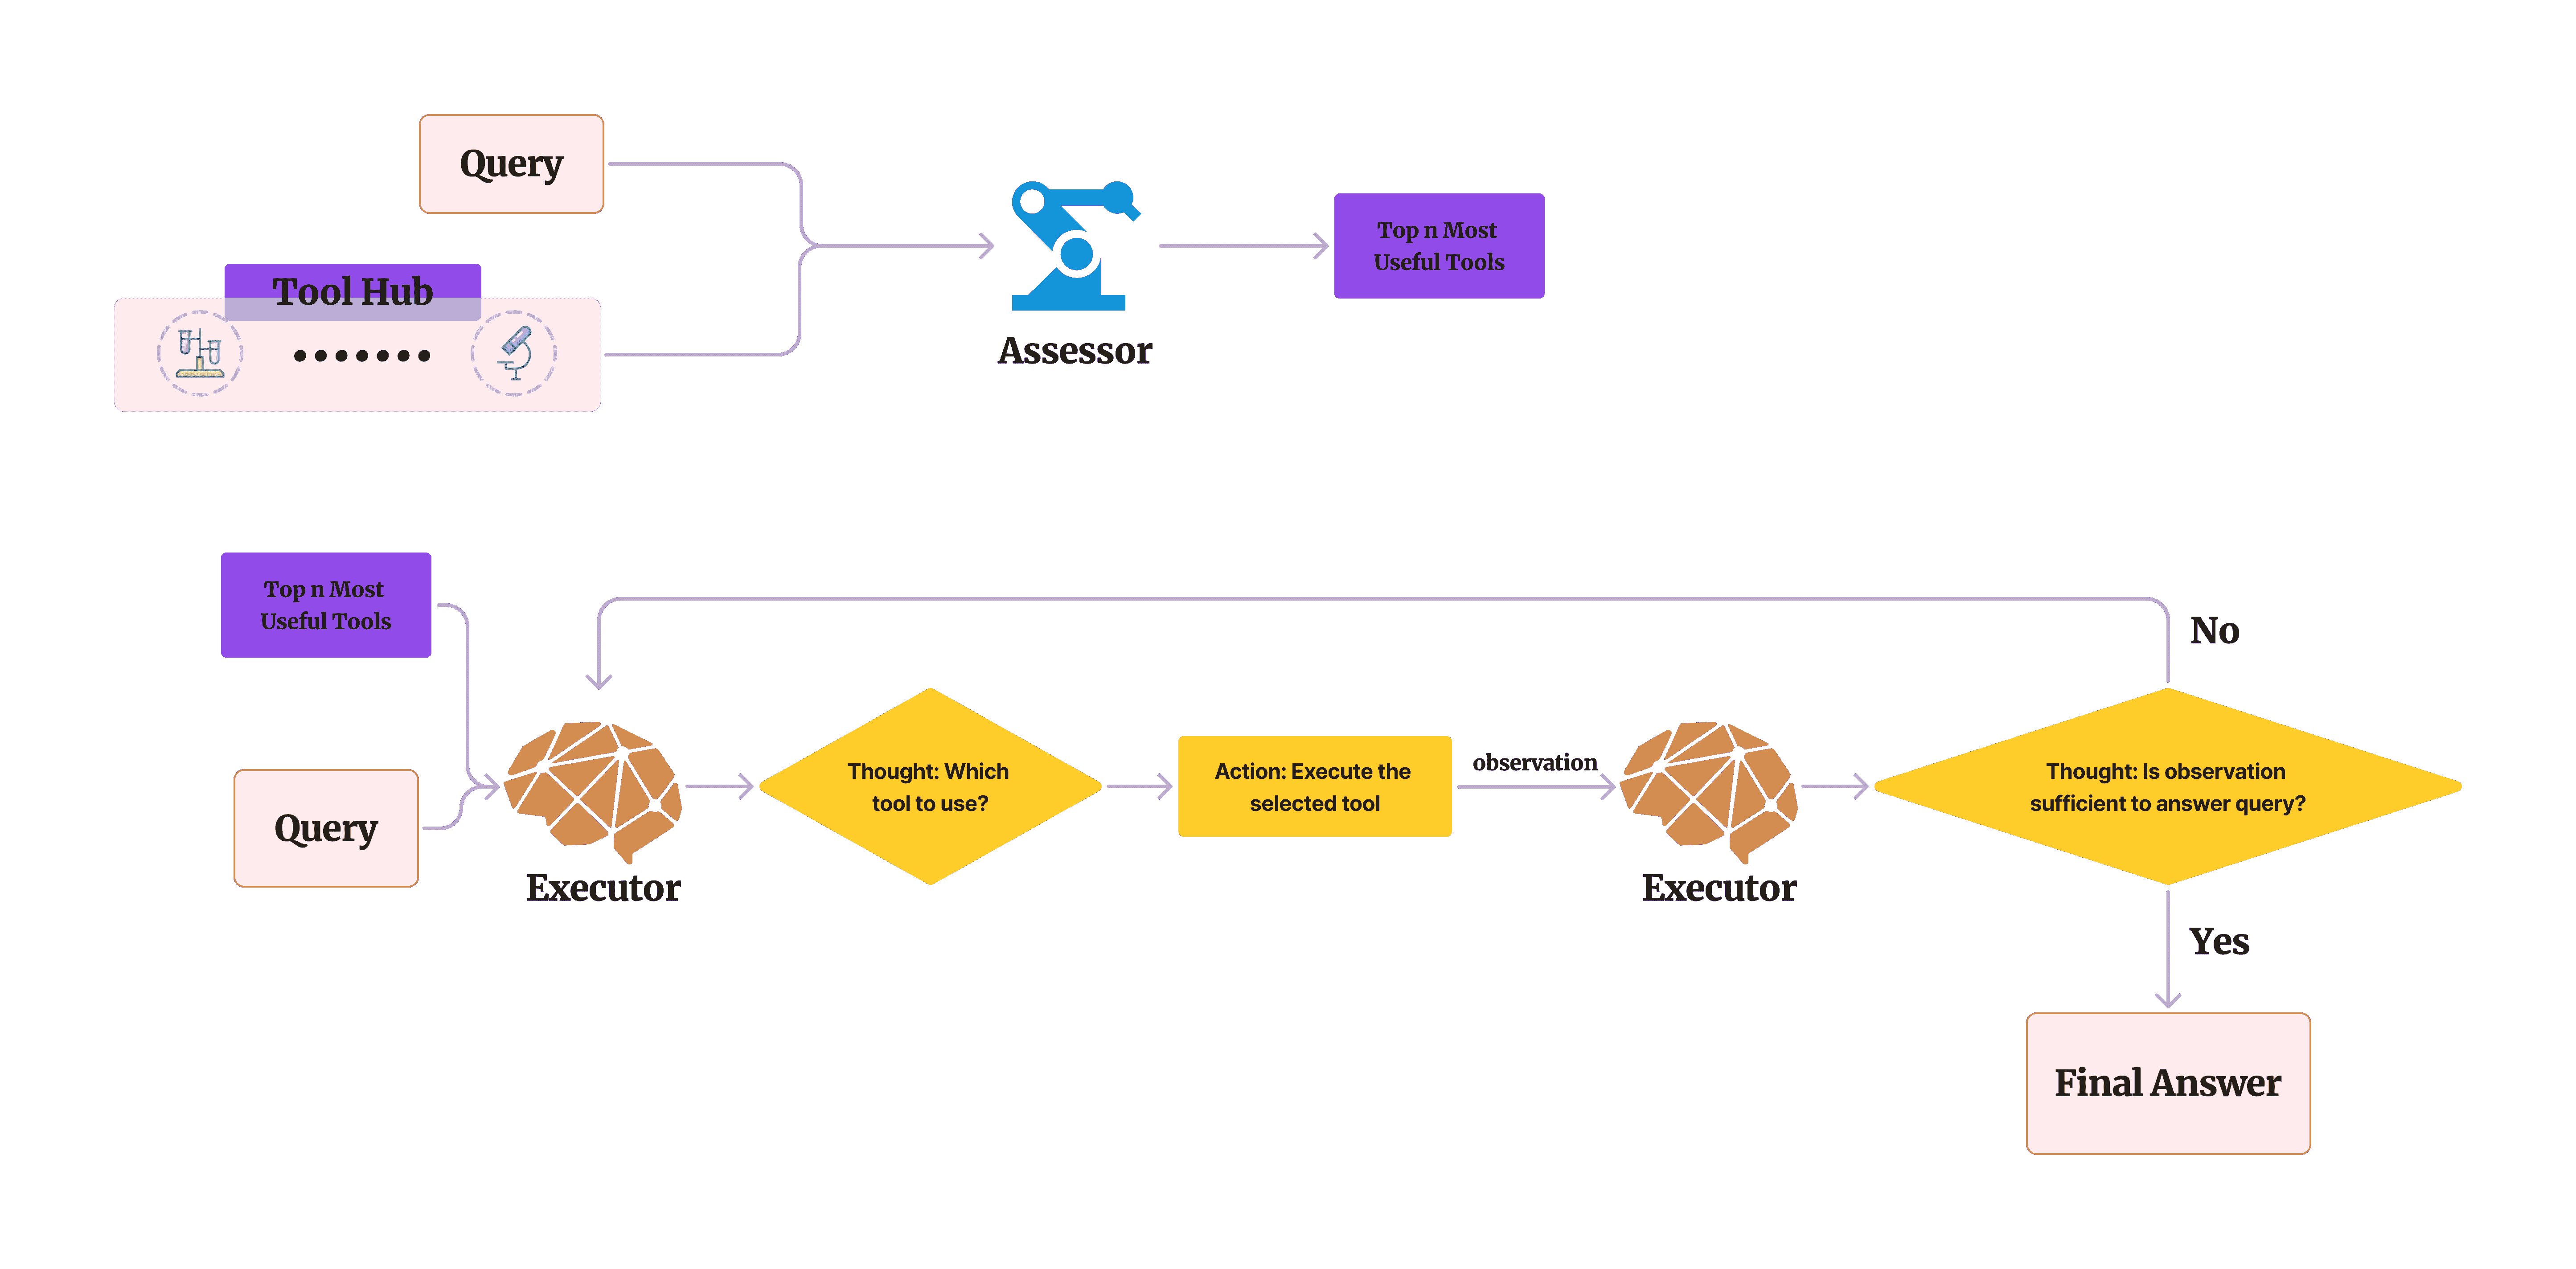 Query
Tool Hub
Assessor
Top n Most
Useful Tools
Top n Most
Useful Tools
Query
Executor
Thought: Which
tool to use?
Action: Execute the
selected tool
observation
Executor
Thought: Is observation
sufficient to answer query?
No
Yes
Final Answer